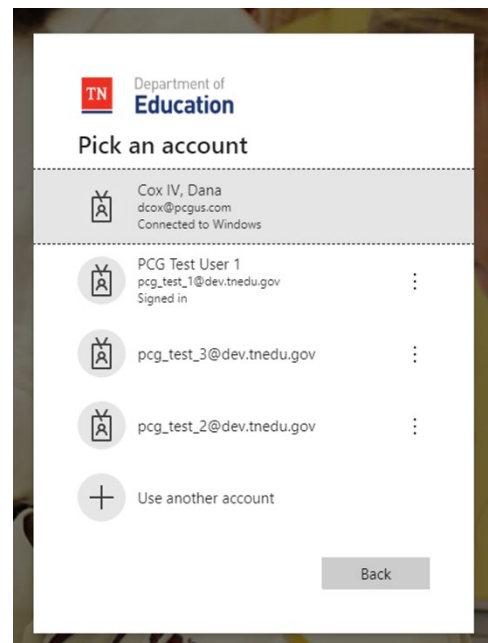 TN
Department of
Education
Pick an account
Cox IV, Dana
dcox@pcgus.com
Connected to Windows
PCG Test User 1
pcg_test_1@dev.tnedu.gov
Signed in
pcg_test_3@dev.tnedu.gov
pcg_test_2@dev.tnedu.gov
Use another account
Back